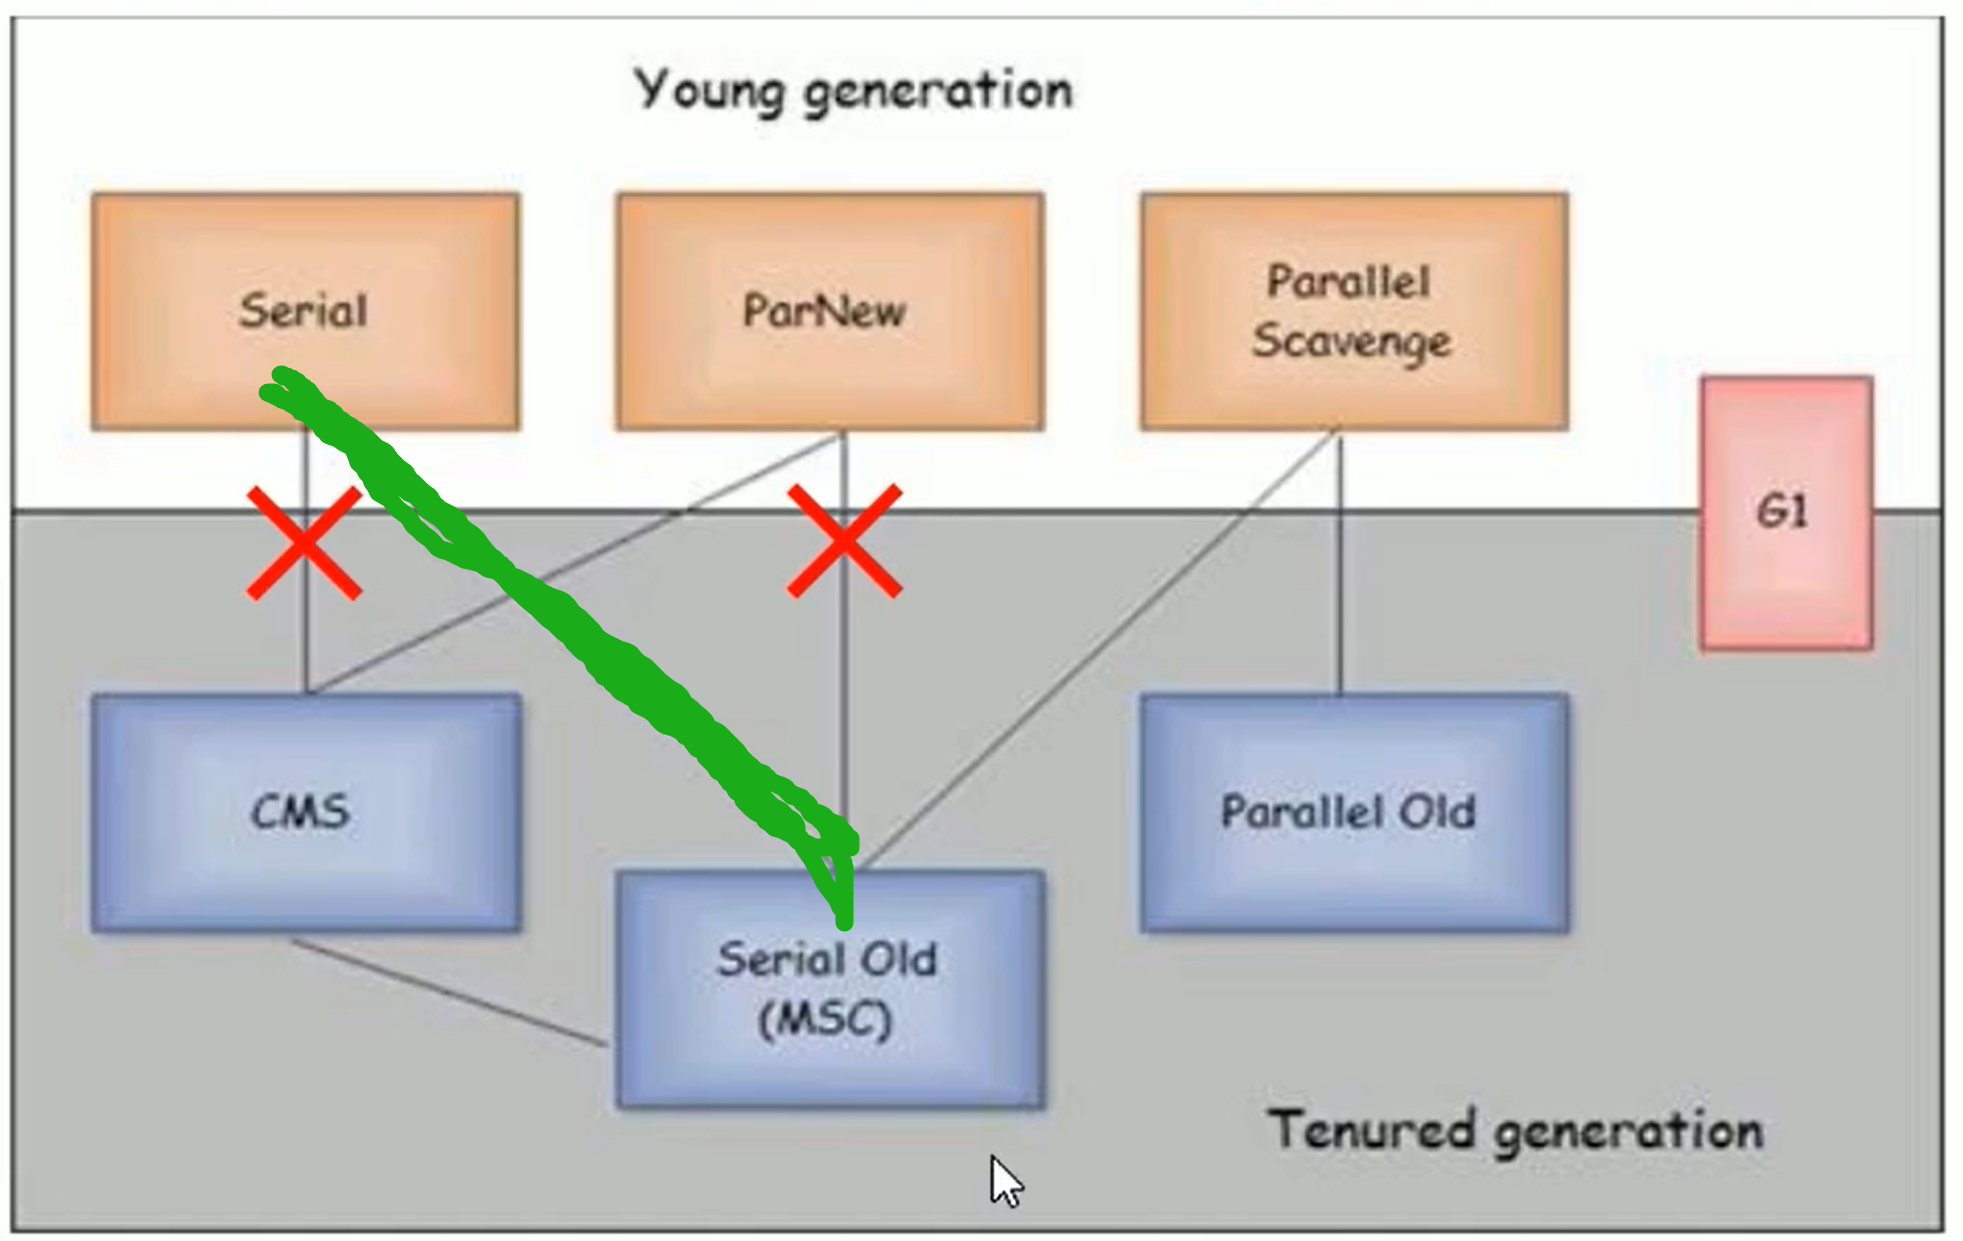 Young generation
Serial
ParNew
Parallel
Scavenge
G1
CMS
Parallel Old
Serial Old
(MSC)
Tenured generation